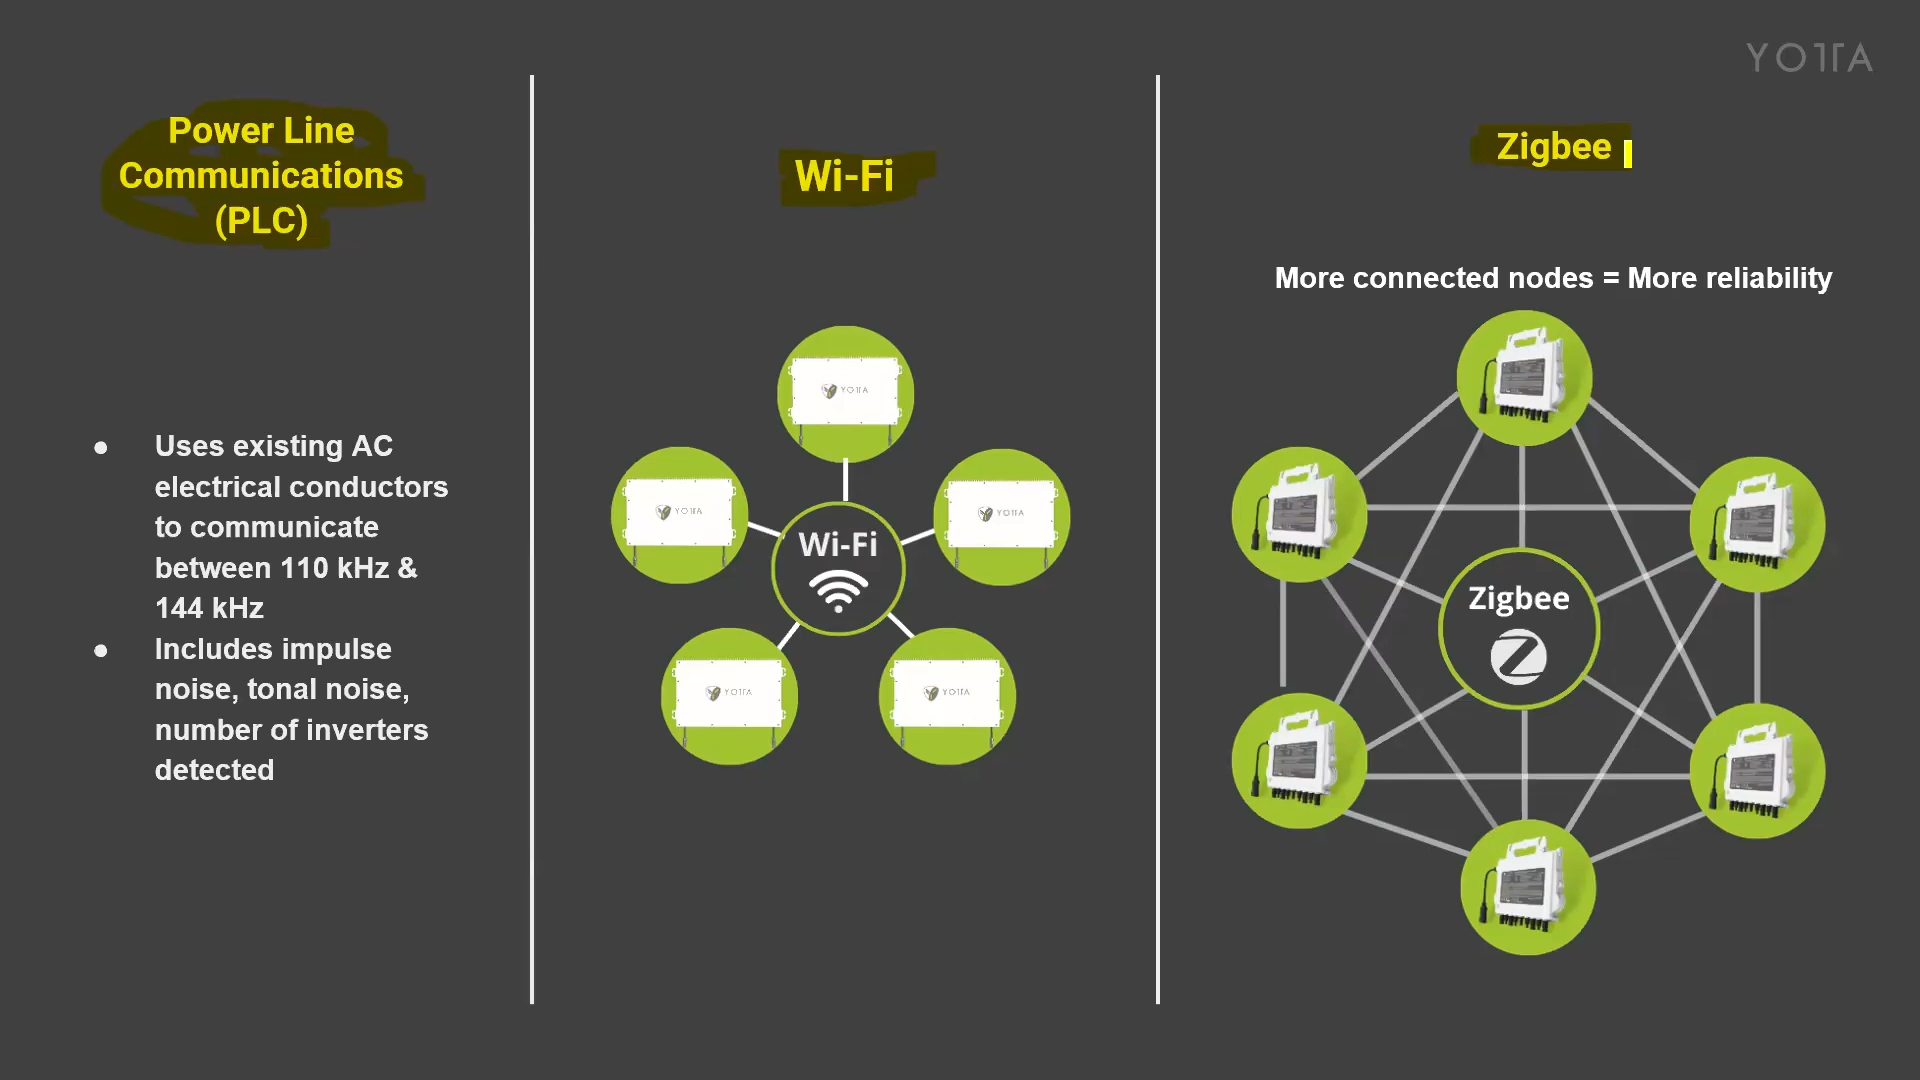 YOTTA
Power Line
Communications
(PLC)
Uses existing AC
electrical conductors
to communicate
between 110 kHz &
144 kHz
Includes impulse
noise, tonal noise,
number of inverters
detected
Wi-Fi
YOTTA
YOTTA
YOTTA
Wi-Fi
YOTTA
YOTTA
Zigbee
More connected nodes = More reliability
Zigbee